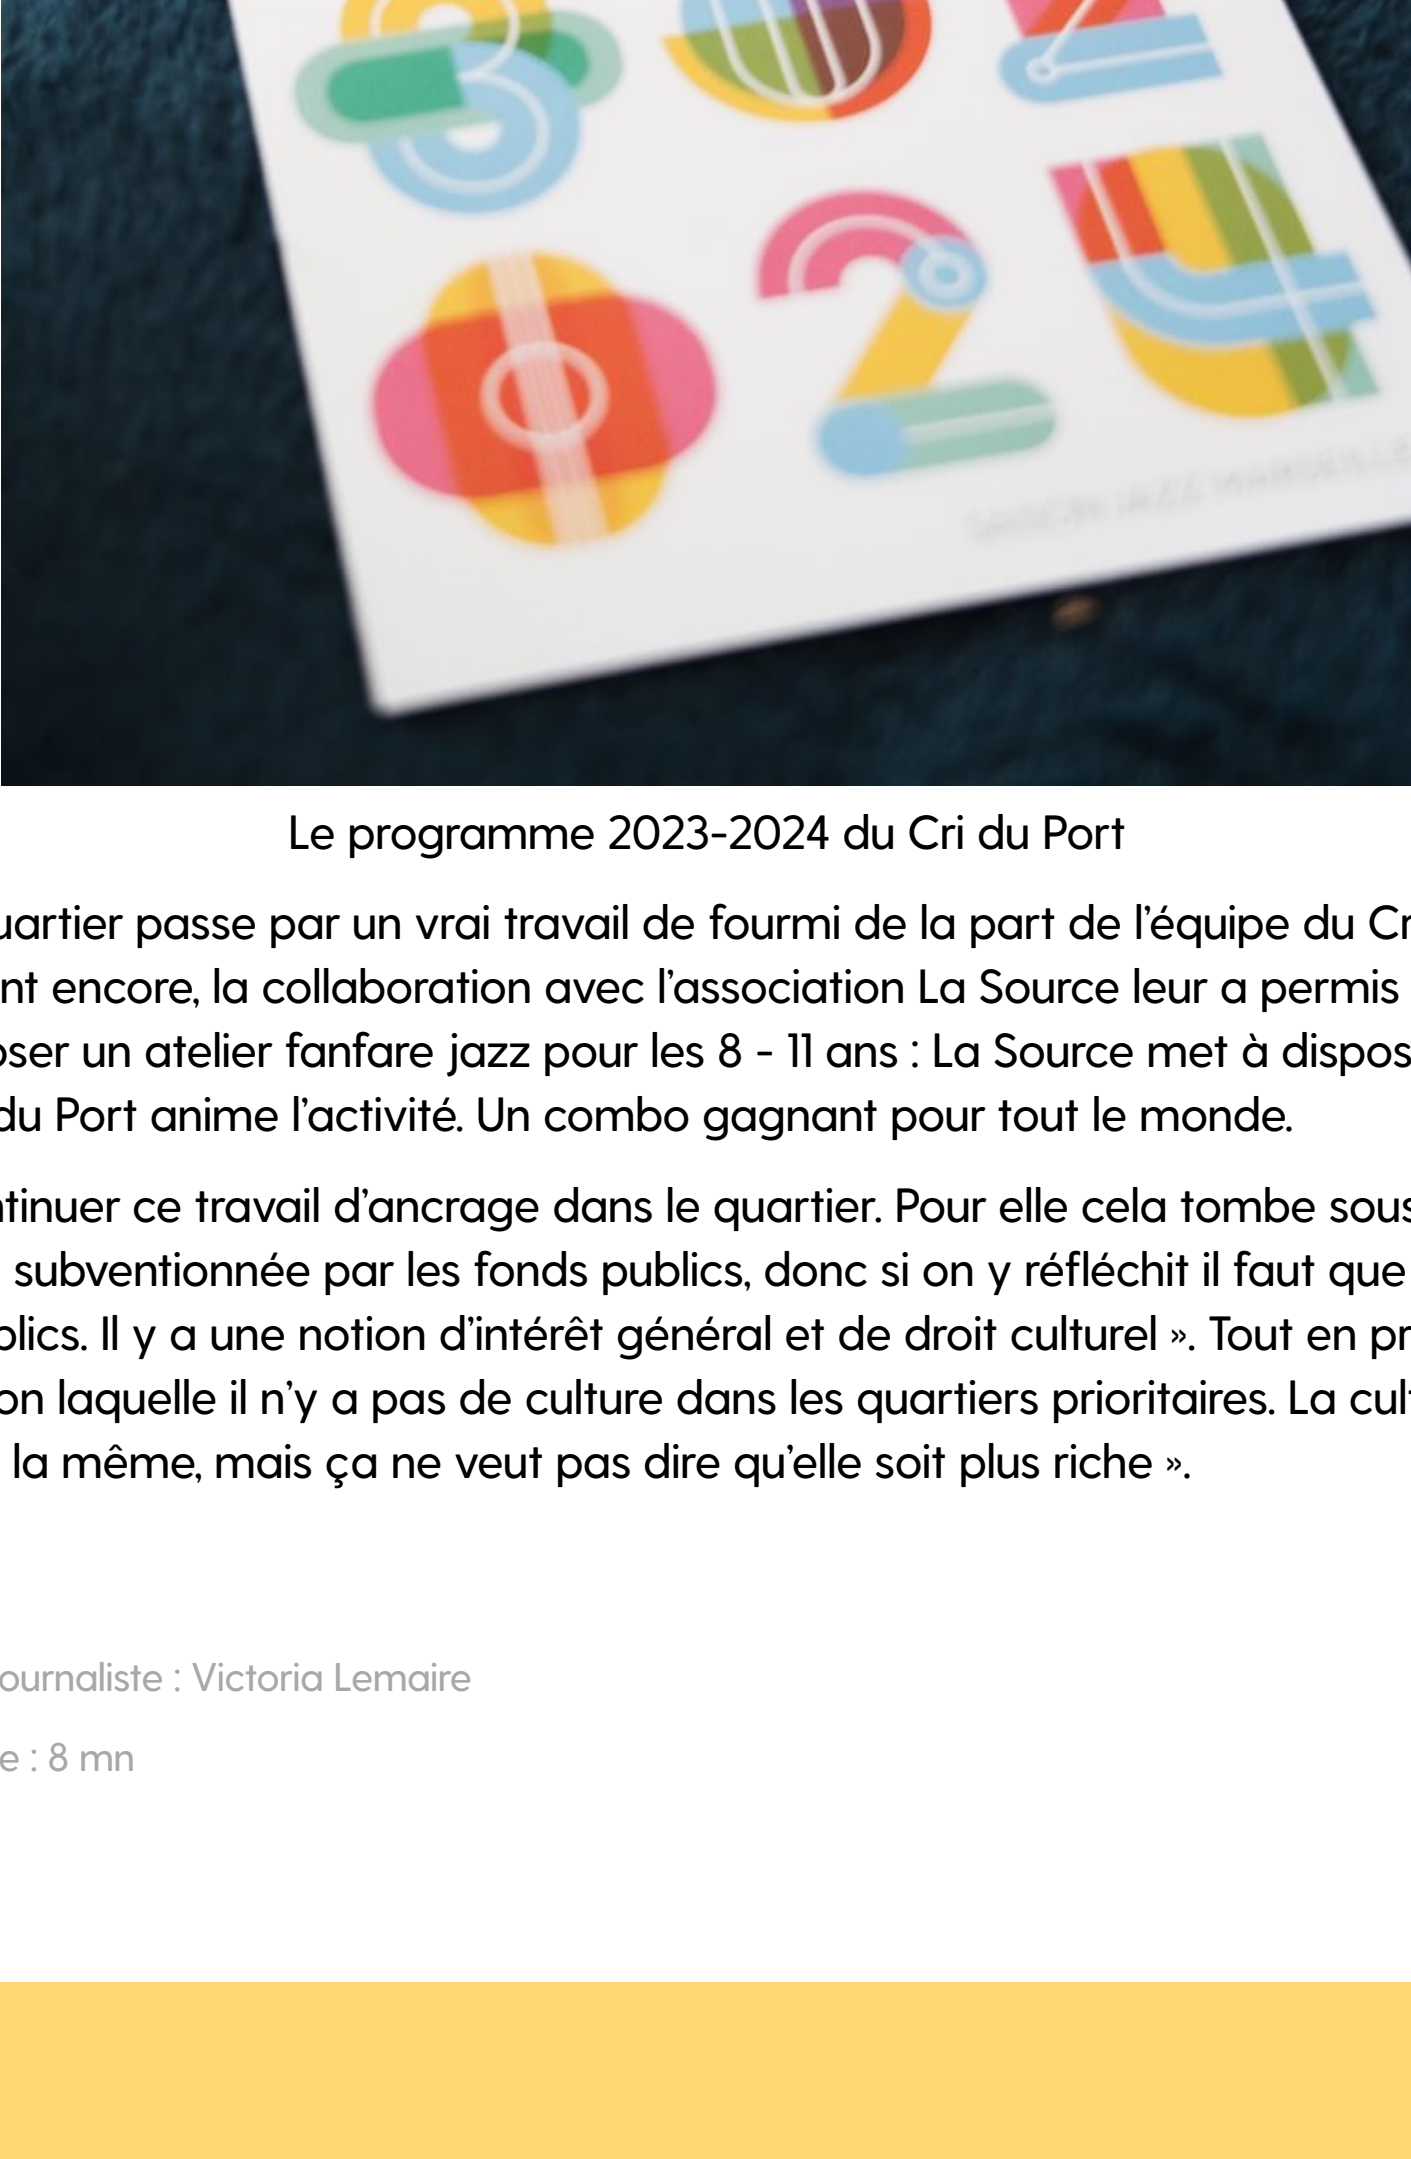 SAISON JAZZ MARSEILLE
Le programme 2023-2024 du Cri du Port
uartier passe par un vrai travail de fourmi de la part de l’équipe du Cr
nt encore, la collaboration avec l’association La Source leur a permis
oser un atelier fanfare jazz pour les 8 - 11 ans : La Source met à dispos
du Port anime l’activité. Un combo gagnant pour tout le monde.
ntinuer ce travail d’ancrage dans le quartier. Pour elle cela tombe sous
subventionnée par les fonds publics, donc si on y réfléchit il faut que
blics. Il y a une notion d’intérêt général et de droit culturel ». Tout en pr
on laquelle il n’y a pas de culture dans les quartiers prioritaires. La cult
la même, mais ça ne veut pas dire qu’elle soit plus riche ».
ournaliste : Victoria Lemaire
e : 8 mn